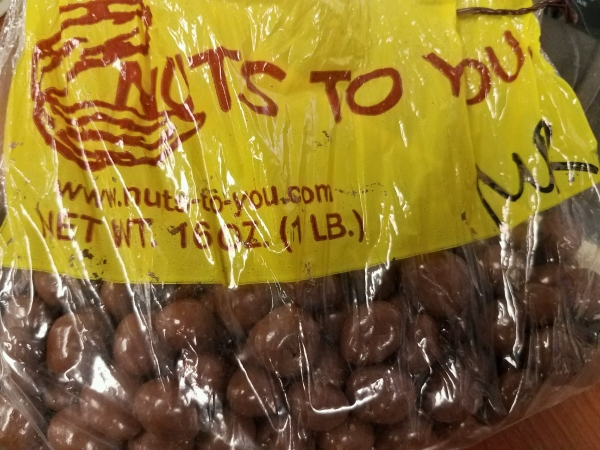 NUTS TO YOU
www.nuts-to-you.com
NET WT. 16 OZ. (1 LB.)